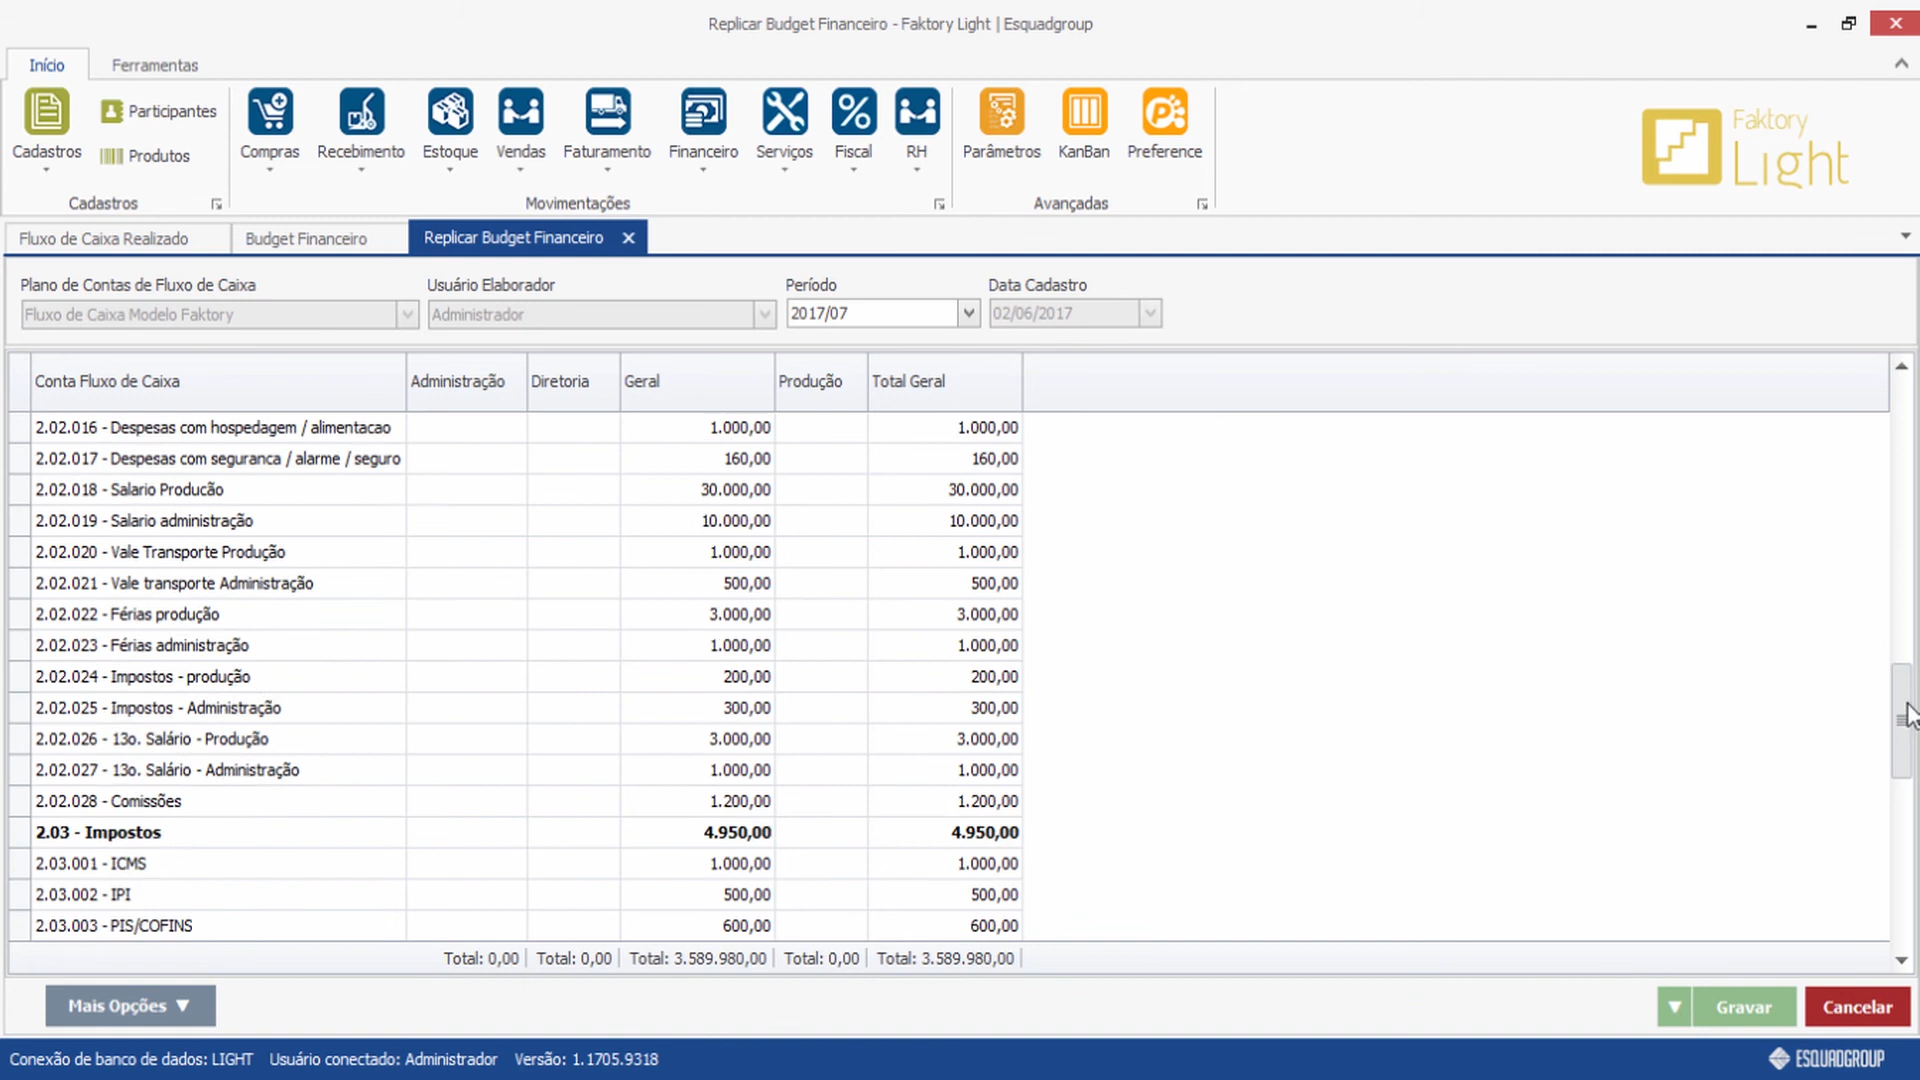 Replicar Budget Financeiro - Faktory Light | Esquadgroup
Início Ferramentas
Cadastros Participantes Produtos Compras Recebimento Estoque Vendas Faturamento Financeiro Serviços Fiscal RH Parâmetros KanBan Preference
Cadastros Movimentações Avançadas
Faktory
Light
Fluxo de Caixa Realizado Budget Financeiro Replicar Budget Financeiro
Plano de Contas de Fluxo de Caixa Usuário Elaborador Período Data Cadastro
Fluxo de Caixa Modelo Faktory Administrador 2017/07 02/06/2017
Conta Fluxo de Caixa Administração Diretoria Geral Produção Total Geral
2.02.016 - Despesas com hospedagem / alimentacao 1.000,00 1.000,00
2.02.017 - Despesas com seguranca / alarme / seguro 160,00 160,00
2.02.018 - Salario Producão 30.000,00 30.000,00
2.02.019 - Salario administração 10.000,00 10.000,00
2.02.020 - Vale Transporte Produção 1.000,00 1.000,00
2.02.021 - Vale transporte Administração 500,00 500,00
2.02.022 - Férias produção 3.000,00 3.000,00
2.02.023 - Férias administração 1.000,00 1.000,00
2.02.024 - Impostos - produção 200,00 200,00
2.02.025 - Impostos - Administração 300,00 300,00
2.02.026 - 13o. Salário - Produção 3.000,00 3.000,00
2.02.027 - 13o. Salário - Administração 1.000,00 1.000,00
2.02.028 - Comissões 1.200,00 1.200,00
2.03 - Impostos 4.950,00 4.950,00
2.03.001 - ICMS 1.000,00 1.000,00
2.03.002 - IPI 500,00 500,00
2.03.003 - PIS/COFINS 600,00 600,00
Total: 0,00 Total: 0,00 Total: 3.589.980,00 Total: 0,00 Total: 3.589.980,00
Mais Opções Gravar Cancelar
Conexão de banco de dados: LIGHT Usuário conectado: Administrador Versão: 1.1705.9318 ESQUADGROUP